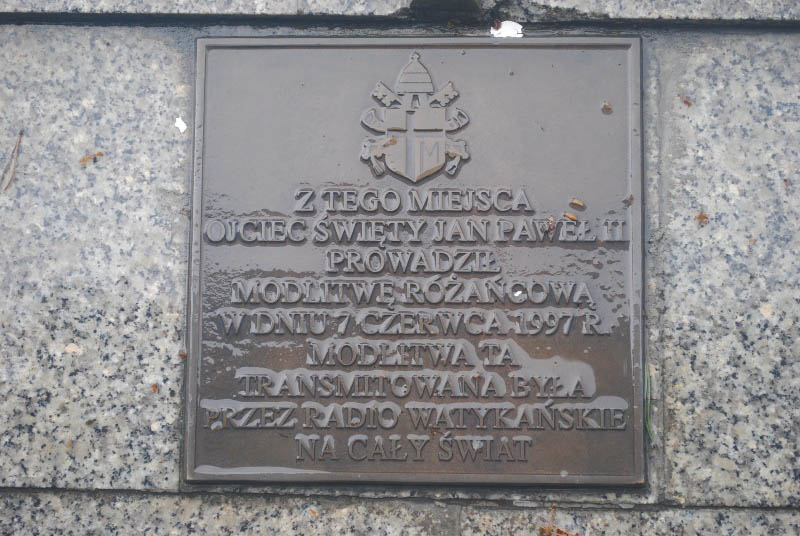 M
Z TEGO MIEJSCA
OJCIEC ŚWIĘTY JAN PAWEŁ II
PROWADZIŁ
MODLITWĘ RÓŻAŃCOWĄ
W DNIU 7 CZERWCA 1997 R.
MODLITWA TA
TRANSMITOWANA BYŁA
PRZEZ RADIO WATYKAŃSKIE
NA CAŁY ŚWIAT